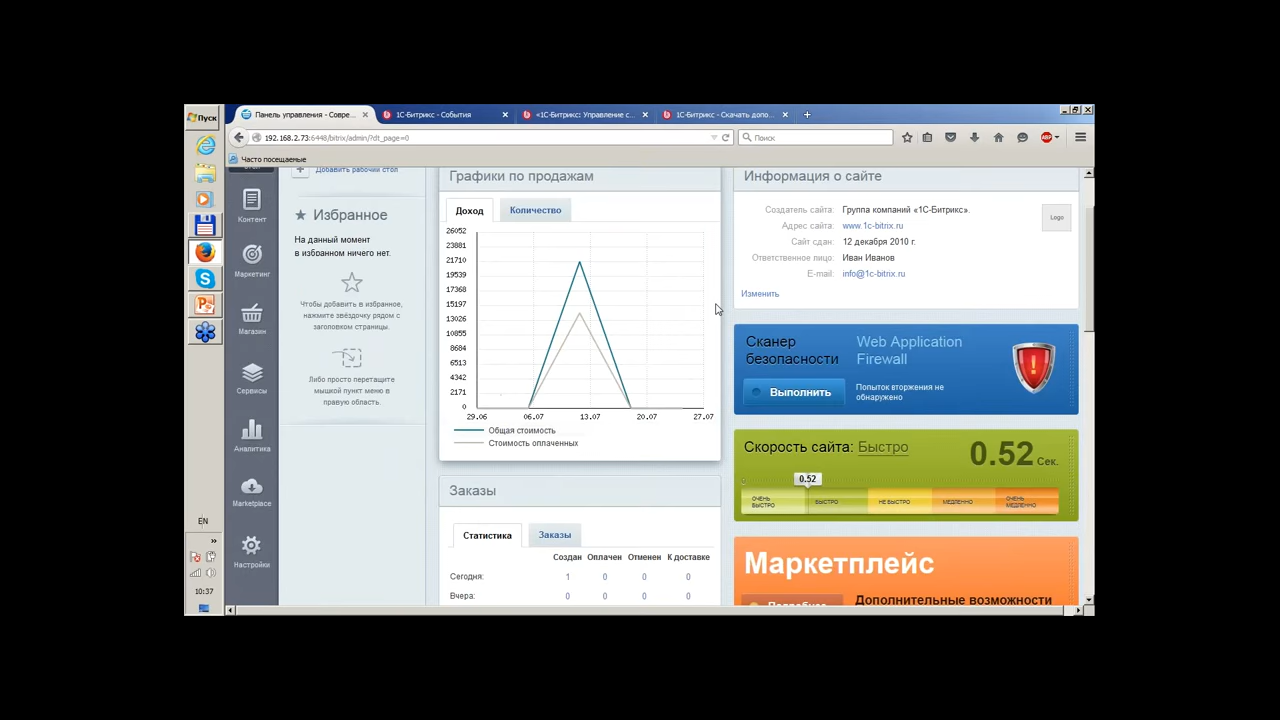 Пуск
Панель управления - Совре...
1С-Битрикс - События
«1С-Битрикс: Управление с...
1С-Битрикс - Скачать допо...
192.168.2.73:6448/bitrix/admin/?dt_page=0
Поиск
ABP
Часто посещаемые
Добавить рабочий стол
Контент
Маркетинг
Магазин
Сервисы
Аналитика
Marketplace
Настройки
Избранное
На данный момент
в избранном ничего нет.
Чтобы добавить в избранное,
нажмите звёздочку рядом с
заголовком страницы.
Либо просто перетащите
мышкой пункт меню в
правую область.
Графики по продажам
Доход
Количество
26052
23881
21710
19539
17368
15197
13026
10855
8684
6513
4342
2171
0
29.06 06.07 13.07 20.07 27.07
Общая стоимость
Стоимость оплаченных
Заказы
Статистика
Заказы
Создан Оплачен Отменен К доставке
Сегодня: 1 0 0 0
Вчера: 0 0 0 0
Информация о сайте
Создатель сайта: Группа компаний «1С-Битрикс».
Адрес сайта: www.1c-bitrix.ru
Сайт сдан: 12 декабря 2010 г.
Ответственное лицо: Иван Иванов
E-mail: info@1c-bitrix.ru
Logo
Изменить
Сканер
безопасности
Web Application
Firewall
Выполнить
Попыток вторжения не
обнаружено
Скорость сайта: Быстро
0.52 Сек.
0.52
ОЧЕНЬ
БЫСТРО
БЫСТРО
НЕ БЫСТРО
МЕДЛЕННО
ОЧЕНЬ
МЕДЛЕННО
Маркетплейс
Дополнительные возможности
EN
10:37